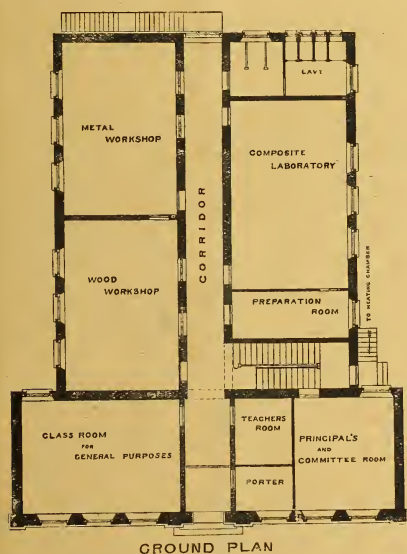 LAVY
METAL
WORKSHOP
COMPOSITE
LABORATORY
CORRIDOR
WOOD
WORKSHOP
PREPARATION
ROOM
TO HEATING CHAMBER
CLASS ROOM
FOR
GENERAL PURPOSES
TEACHERS
ROOM
PRINCIPAL'S
AND
COMMITTEE ROOM
PORTER
GROUND PLAN